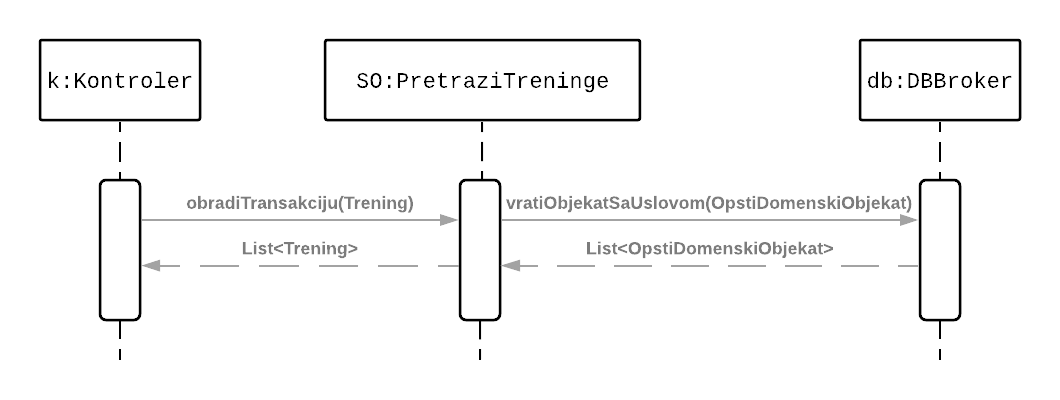 k:Kontroler
SO:PretraziTreninge
db:DBBroker
obradiTransakciju(Trening)
vratiObjekatSaUslovom(OpstiDomenskiObjekat)
List<Trening>
List<OpstiDomenskiObjekat>